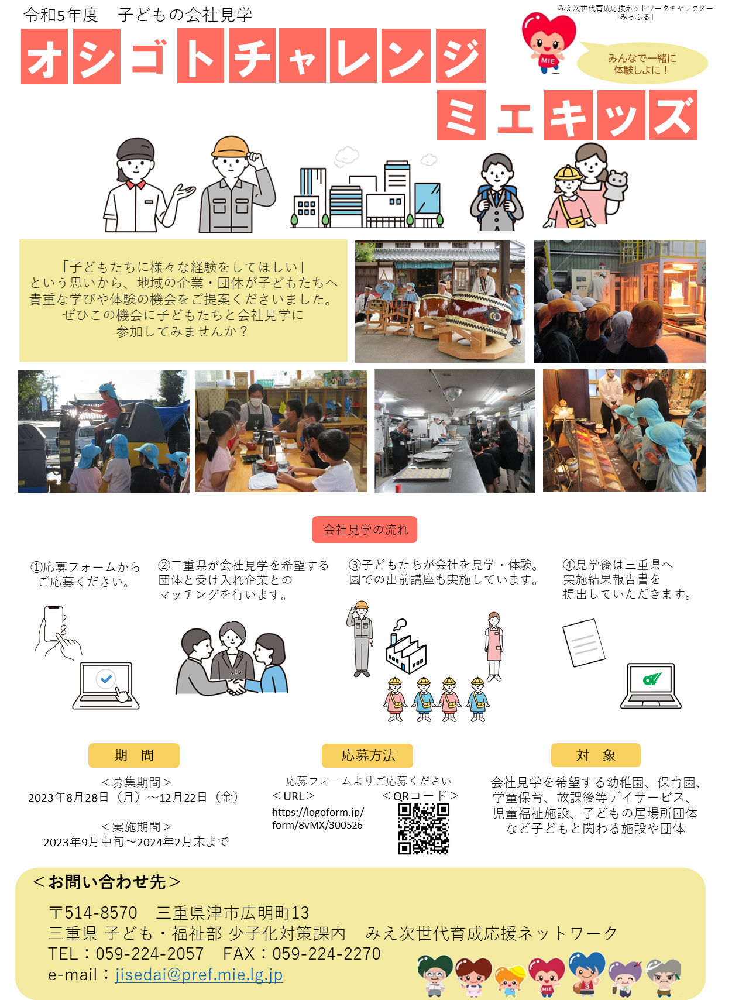 令和5年度　子どもの会社見学
みえ次世代育成応援ネットワークキャラクター
「みっぷる」
オシゴトチャレンジ
ミエキッズ
MIE
みんなで一緒に
体験しよに！
「子どもたちに様々な経験をしてほしい」
という思いから、地域の企業・団体が子どもたちへ
貴重な学びや体験の機会をご提案くださいました。
ぜひこの機会に子どもたちと会社見学に
参加してみませんか？
会社見学の流れ
①応募フォームから
ご応募ください。
②三重県が会社見学を希望する
団体と受け入れ企業との
マッチングを行います。
③子どもたちが会社を見学・体験。
園での出前講座も実施しています。
④見学後は三重県へ
実施結果報告書を
提出していただきます。
期　間
＜募集期間＞
2023年8月28日（月）～12月22日（金）
＜実施期間＞
2023年9月中旬～2024年2月末まで
応募方法
応募フォームよりご応募ください
＜URL＞
https://logoform.jp/
form/8vMX/300526
＜QRコード＞
対　象
会社見学を希望する幼稚園、保育園、
学童保育、放課後等デイサービス、
児童福祉施設、子どもの居場所団体
など子どもと関わる施設や団体
＜お問い合わせ先＞
〒514-8570　三重県津市広明町13
三重県 子ども・福祉部 少子化対策課内　みえ次世代育成応援ネットワーク
TEL：059-224-2057　FAX：059-224-2270
e-mail：jisedai@pref.mie.lg.jp
MIE
3